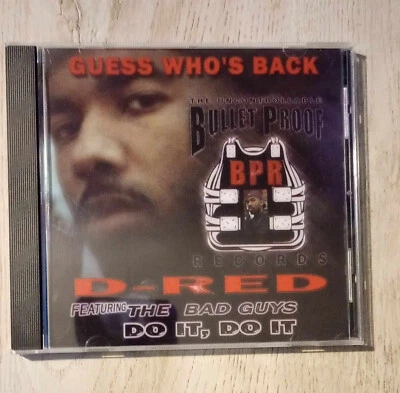 GUESS WHO'S BACK
THE UNCONTROLLABLE
BULLET PROOF
BPR
RECORDS
D-RED
FEATURING THE BAD GUYS
DO IT, DO IT